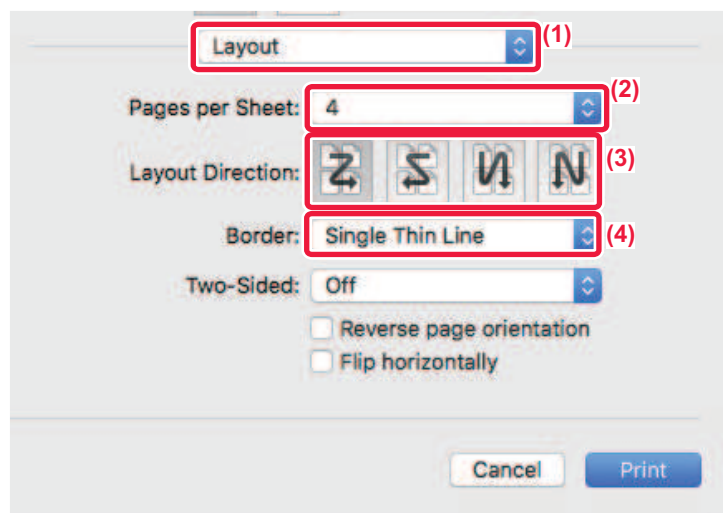 Layout (1)
Pages per Sheet: 4 (2)
Layout Direction: (3)
Border: Single Thin Line (4)
Two-Sided: Off
Reverse page orientation
Flip horizontally
Cancel Print